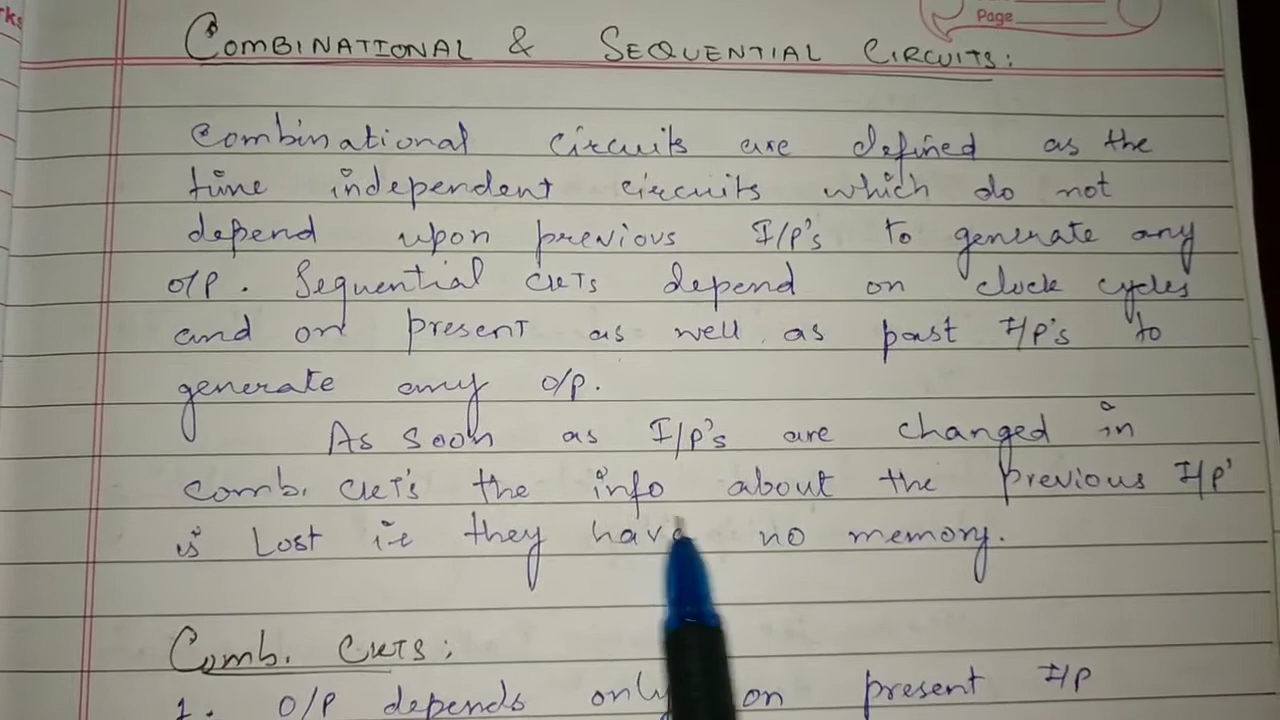 Page
COMBINATIONAL & SEQUENTIAL CIRCUITS:
Combinational circuits are defined as the
time independent circuits which do not
depend upon previous I/P's to generate any
O/P. Sequential CKTs depend on clock cycles
and on present as well as past I/P's to
generate any O/P.
As soon as I/P's are changed in
comb. CKT's the info about the previous I/P'
is Lost i.e they have no memory.
Comb. CKTS:
1. O/P depends only on present I/P